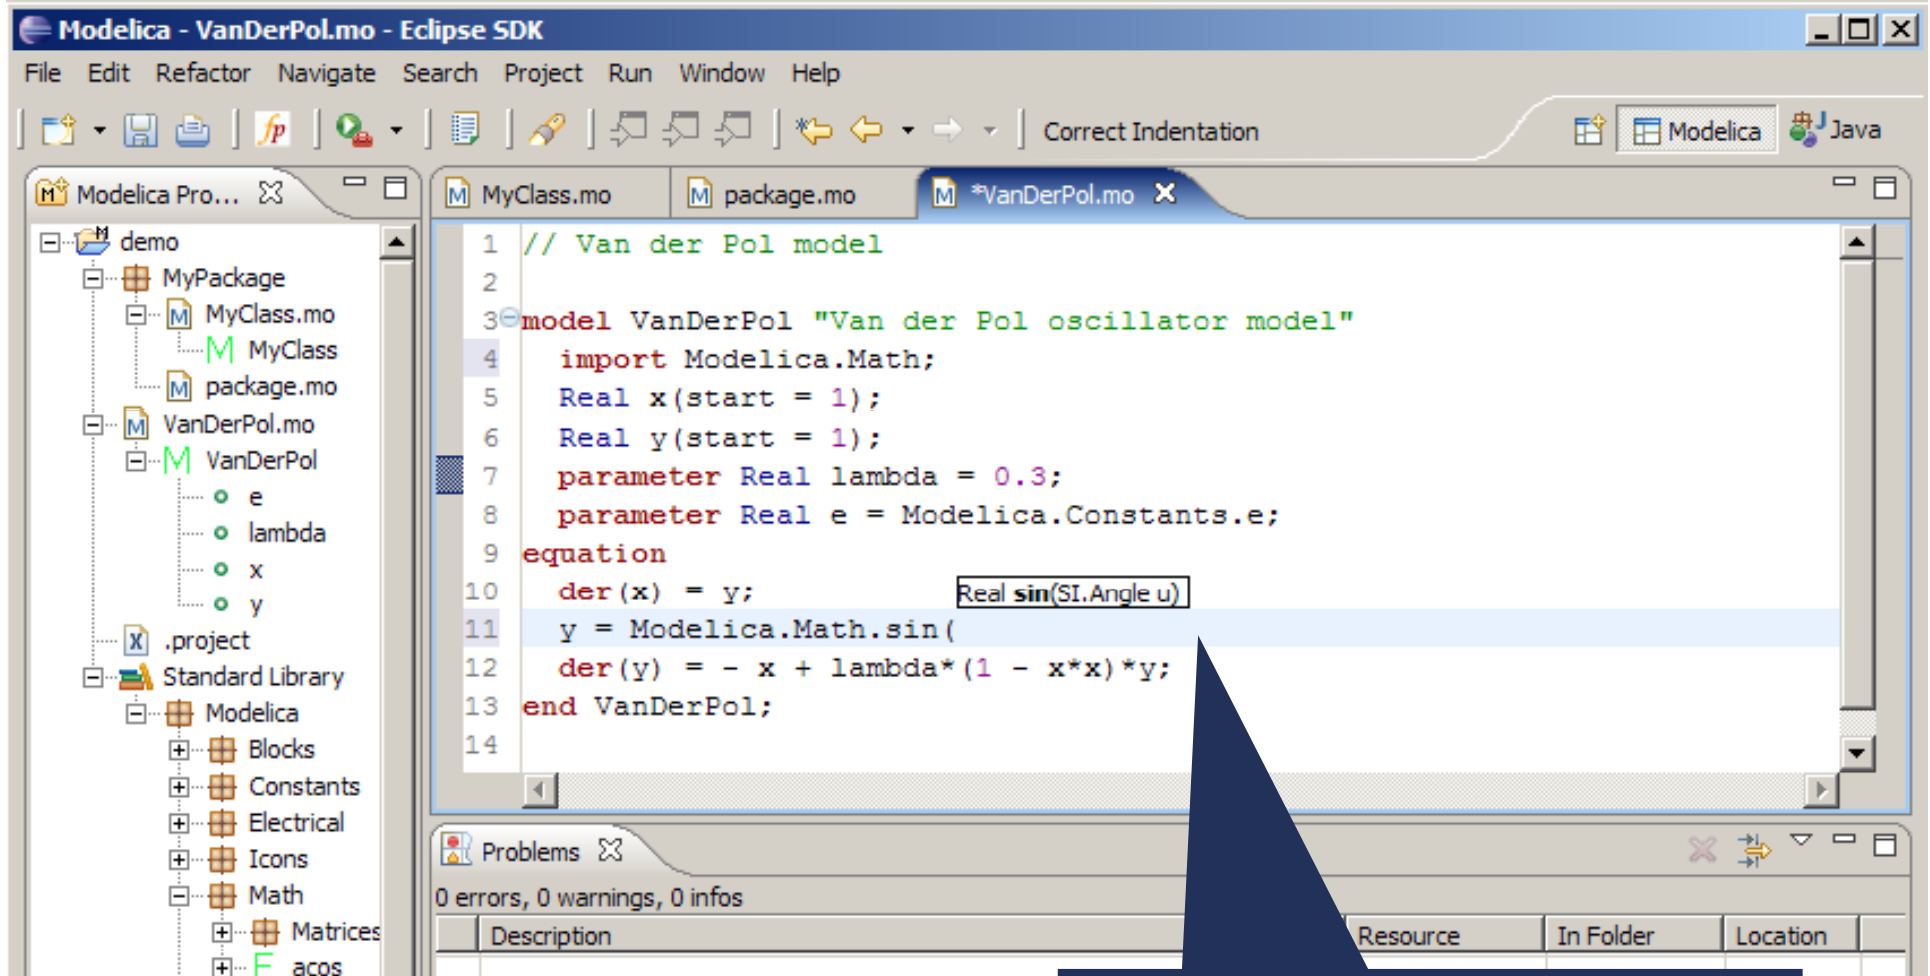 Modelica - VanDerPol.mo - Eclipse SDK
File Edit Refactor Navigate Search Project Run Window Help
fp Correct Indentation Modelica Java
Modelica Pro...
demo
MyPackage
MyClass.mo
MyClass
package.mo
VanDerPol.mo
VanDerPol
e
lambda
x
y
.project
Standard Library
Modelica
Blocks
Constants
Electrical
Icons
Math
Matrices
acos
MyClass.mo package.mo *VanDerPol.mo
1 // Van der Pol model
2
3 model VanDerPol "Van der Pol oscillator model"
4 import Modelica.Math;
5 Real x(start = 1);
6 Real y(start = 1);
7 parameter Real lambda = 0.3;
8 parameter Real e = Modelica.Constants.e;
9 equation
10 der(x) = y;
Real sin(SI.Angle u)
11 y = Modelica.Math.sin(
12 der(y) = - x + lambda*(1 - x*x)*y;
13 end VanDerPol;
14
Problems
0 errors, 0 warnings, 0 infos
Description Resource In Folder Location